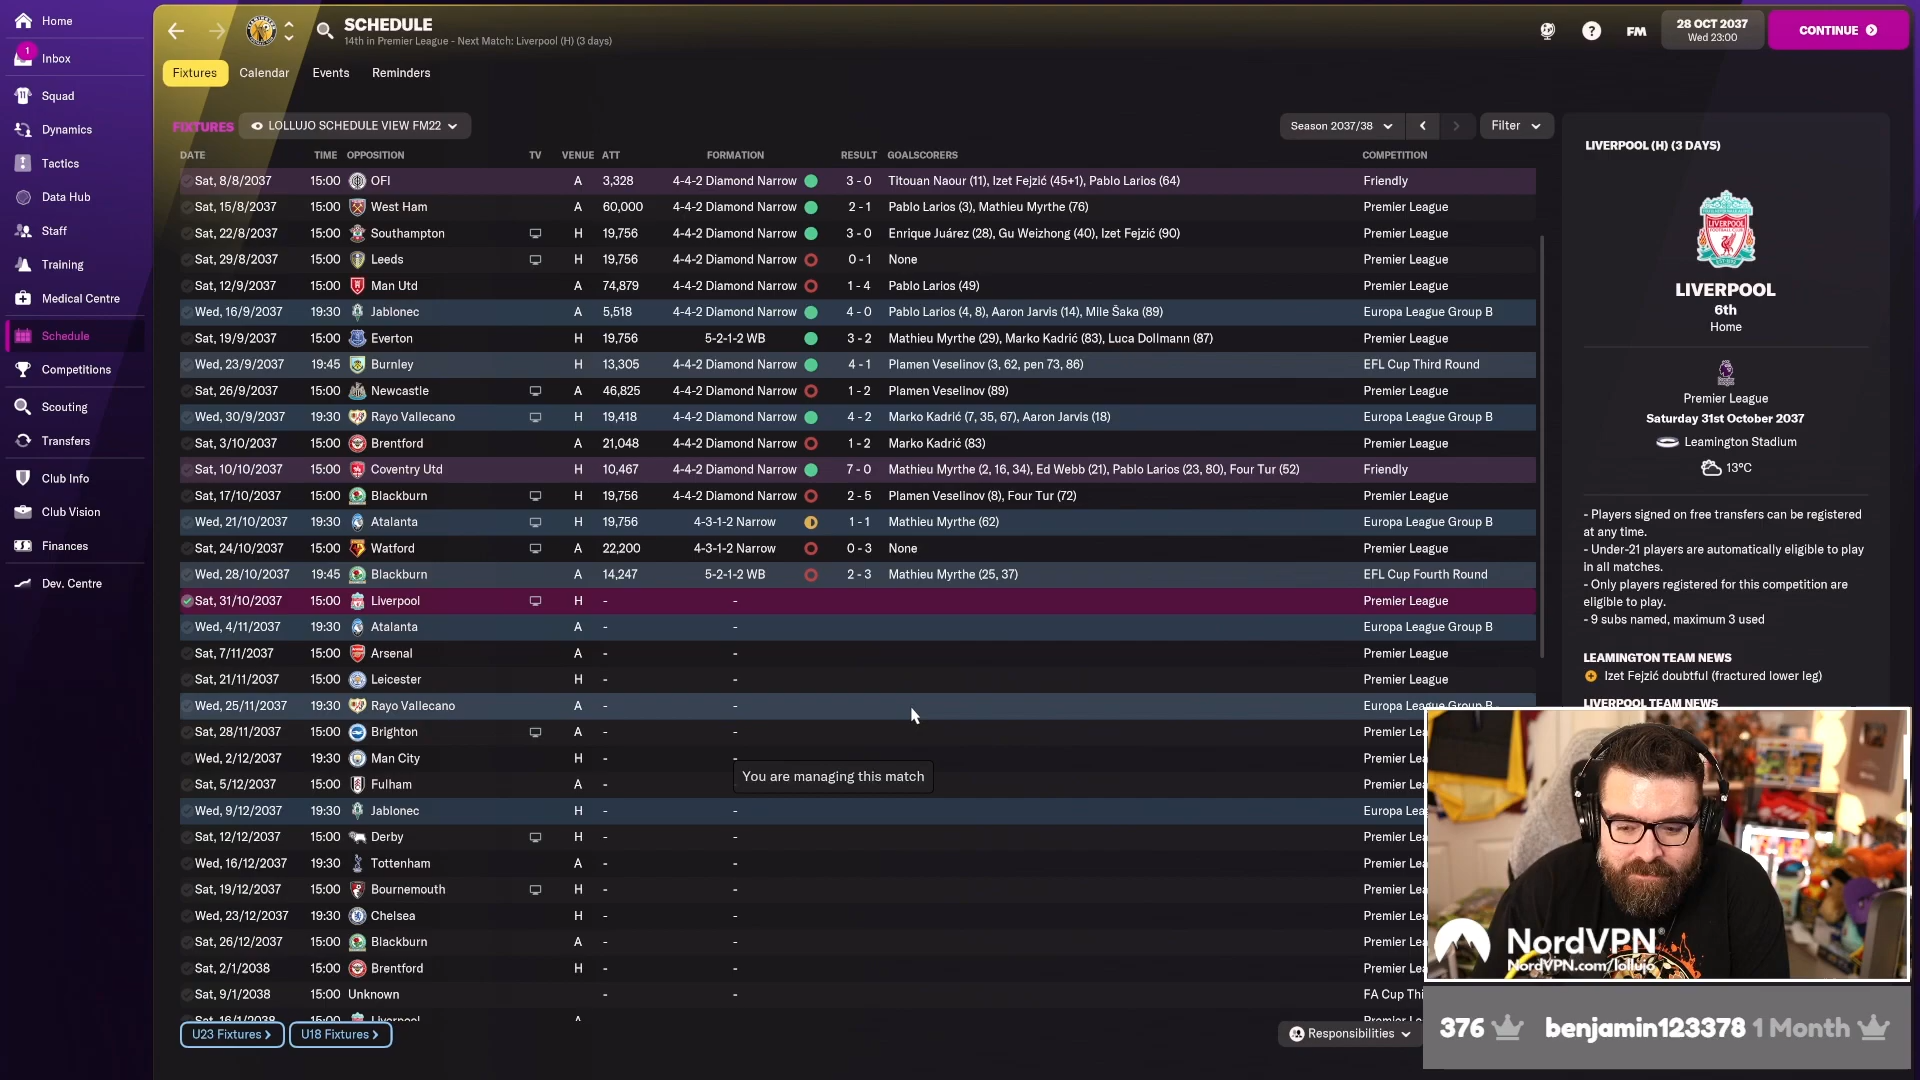 Home
1
Inbox
Squad
Dynamics
Tactics
Data Hub
Staff
Training
Medical Centre
Schedule
Competitions
Scouting
Transfers
Club Info
Club Vision
Finances
Dev. Centre
SCHEDULE
14th in Premier League - Next Match: Liverpool (H) (3 days)
? FM 28 OCT 2037 Wed 23:00 CONTINUE
Fixtures Calendar Events Reminders
FIXTURES LOLLUJO SCHEDULE VIEW FM22 Season 2037/38 Filter
DATE TIME OPPOSITION TV VENUE ATT FORMATION RESULT GOALSCORERS COMPETITION
Sat, 8/8/2037 15:00 OFI A 3,328 4-4-2 Diamond Narrow 3 - 0 Titouan Naour (11), Izet Fejzić (45+1), Pablo Larios (64) Friendly
Sat, 15/8/2037 15:00 West Ham A 60,000 4-4-2 Diamond Narrow 2 - 1 Pablo Larios (3), Mathieu Myrthe (76) Premier League
Sat, 22/8/2037 15:00 Southampton H 19,756 4-4-2 Diamond Narrow 3 - 0 Enrique Juárez (28), Gu Weizhong (40), Izet Fejzić (90) Premier League
Sat, 29/8/2037 15:00 Leeds H 19,756 4-4-2 Diamond Narrow 0 - 1 None Premier League
Sat, 12/9/2037 15:00 Man Utd A 74,879 4-4-2 Diamond Narrow 1 - 4 Pablo Larios (49) Premier League
Wed, 16/9/2037 19:30 Jablonec A 5,518 4-4-2 Diamond Narrow 4 - 0 Pablo Larios (4, 8), Aaron Jarvis (14), Mile Šaka (89) Europa League Group B
Sat, 19/9/2037 15:00 Everton H 19,756 5-2-1-2 WB 3 - 2 Mathieu Myrthe (29), Marko Kadrić (83), Luca Dollmann (87) Premier League
Wed, 23/9/2037 19:45 Burnley H 13,305 4-4-2 Diamond Narrow 4 - 1 Plamen Veselinov (3, 62, pen 73, 86) EFL Cup Third Round
Sat, 26/9/2037 15:00 Newcastle A 46,825 4-4-2 Diamond Narrow 1 - 2 Plamen Veselinov (89) Premier League
Wed, 30/9/2037 19:30 Rayo Vallecano H 19,418 4-4-2 Diamond Narrow 4 - 2 Marko Kadrić (7, 35, 67), Aaron Jarvis (18) Europa League Group B
Sat, 3/10/2037 15:00 Brentford A 21,048 4-4-2 Diamond Narrow 1 - 2 Marko Kadrić (83) Premier League
Sat, 10/10/2037 15:00 Coventry Utd H 10,467 4-4-2 Diamond Narrow 7 - 0 Mathieu Myrthe (2, 16, 34), Ed Webb (21), Pablo Larios (23, 80), Four Tur (52) Friendly
Sat, 17/10/2037 15:00 Blackburn H 19,756 4-4-2 Diamond Narrow 2 - 5 Plamen Veselinov (8), Four Tur (72) Premier League
Wed, 21/10/2037 19:30 Atalanta H 19,756 4-3-1-2 Narrow 1 - 1 Mathieu Myrthe (62) Europa League Group B
Sat, 24/10/2037 15:00 Watford A 22,200 4-3-1-2 Narrow 0 - 3 None Premier League
Wed, 28/10/2037 19:45 Blackburn A 14,247 5-2-1-2 WB 2 - 3 Mathieu Myrthe (25, 37) EFL Cup Fourth Round
Sat, 31/10/2037 15:00 Liverpool H - - Premier League
Wed, 4/11/2037 19:30 Atalanta A - - Europa League Group B
Sat, 7/11/2037 15:00 Arsenal A - - Premier League
Sat, 21/11/2037 15:00 Leicester H - - Premier League
Wed, 25/11/2037 19:30 Rayo Vallecano A - - Europa League Group B
Sat, 28/11/2037 15:00 Brighton A - - Premier Lea
Wed, 2/12/2037 19:30 Man City H - - Premier Lea
Sat, 5/12/2037 15:00 Fulham A - Premier Lea
You are managing this match
Wed, 9/12/2037 19:30 Jablonec H - - Europa Lea
Sat, 12/12/2037 15:00 Derby H - - Premier Lea
Wed, 16/12/2037 19:30 Tottenham A - - Premier Lea
Sat, 19/12/2037 15:00 Bournemouth H - - Premier Lea
Wed, 23/12/2037 19:30 Chelsea H - - Premier Lea
Sat, 26/12/2037 15:00 Blackburn A - - Premier Lea
Sat, 2/1/2038 15:00 Brentford H - - Premier Lea
Sat, 9/1/2038 15:00 Unknown - - FA Cup Thi
Sat, 16/1/2038 15:00 Liverpool A Premier Lea
U23 Fixtures > U18 Fixtures > Responsibilities
LIVERPOOL (H) (3 DAYS)
LIVERPOOL
6th
Home
Premier League
Saturday 31st October 2037
Leamington Stadium
13°C
- Players signed on free transfers can be registered
at any time.
- Under-21 players are automatically eligible to play
in all matches.
- Only players registered for this competition are
eligible to play.
- 9 subs named, maximum 3 used
LEAMINGTON TEAM NEWS
Izet Fejzić doubtful (fractured lower leg)
LIVERPOOL TEAM NEWS
NordVPN®
NordVPN.com/lollujo
376 benjamin123378 1 Month